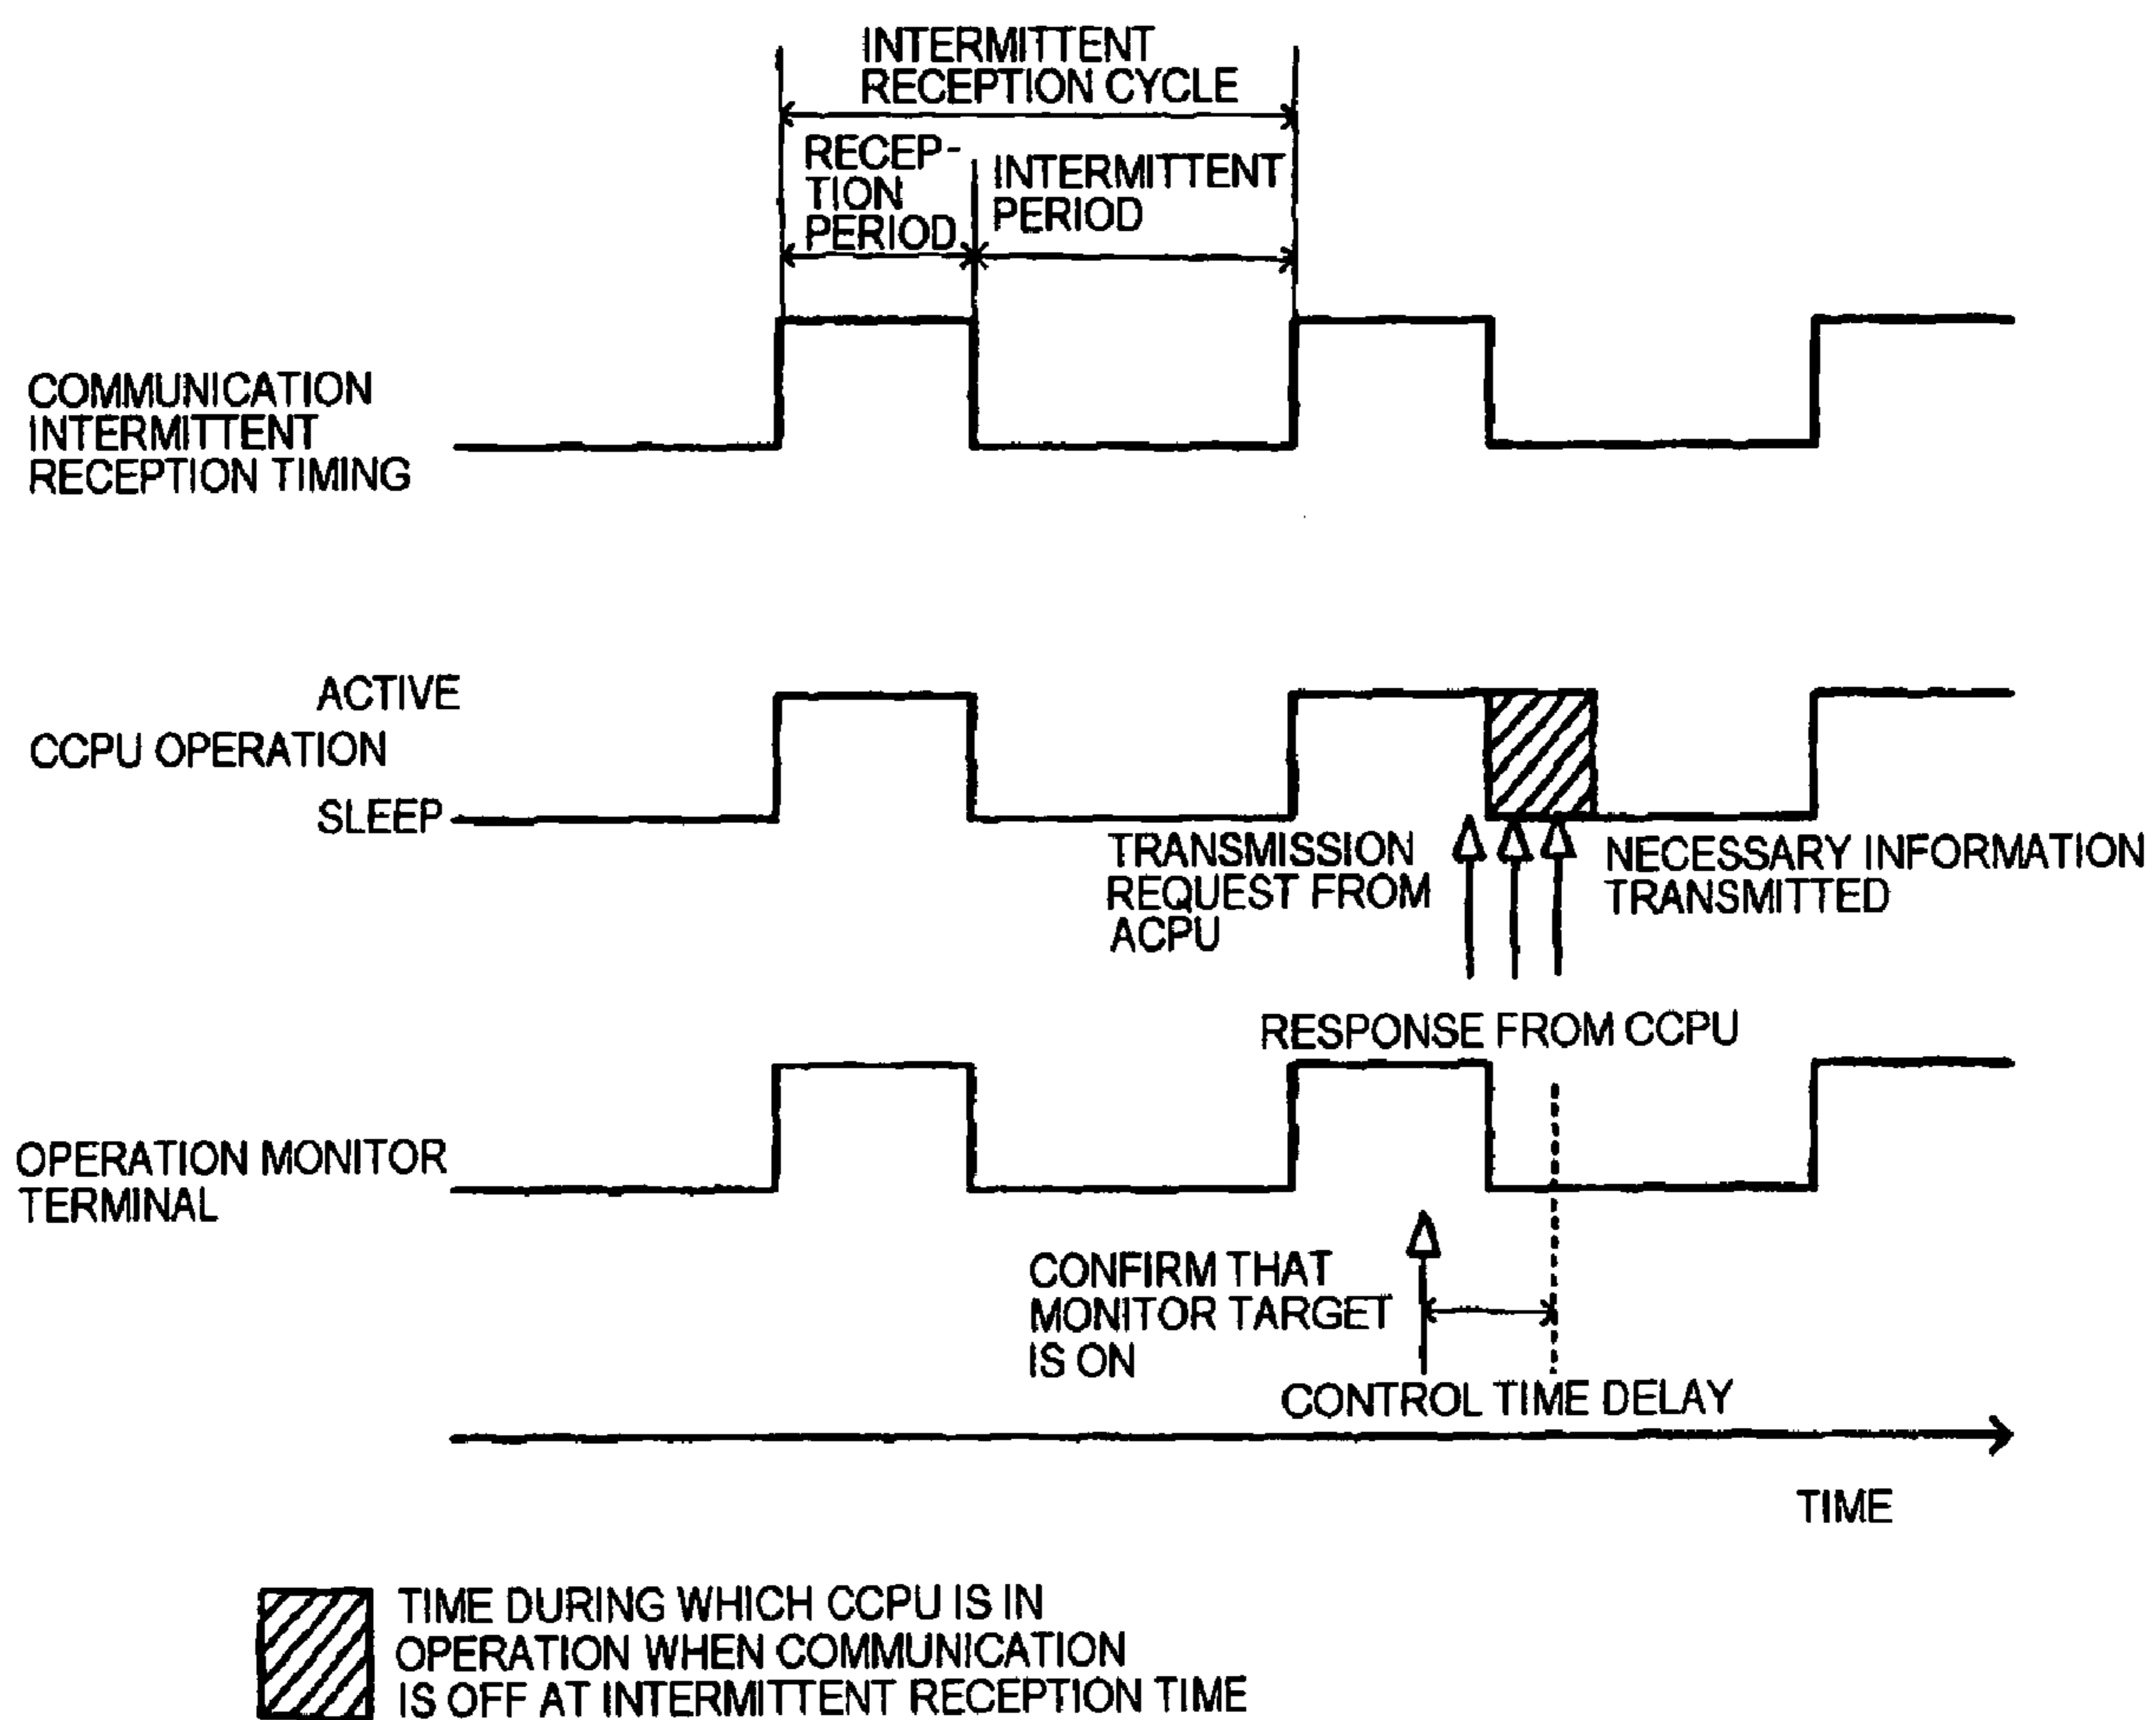 INTERMITTENT
RECEPTION CYCLE
RECEP-
TION
PERIOD
INTERMITTENT
PERIOD
COMMUNICATION
INTERMITTENT
RECEPTION TIMING
ACTIVE
CCPU OPERATION
SLEEP
TRANSMISSION
REQUEST FROM
ACPU
NECESSARY INFORMATION
TRANSMITTED
RESPONSE FROM CCPU
OPERATION MONITOR
TERMINAL
CONFIRM THAT
MONITOR TARGET
IS ON
CONTROL TIME DELAY
TIME
TIME DURING WHICH CCPU IS IN
OPERATION WHEN COMMUNICATION
IS OFF AT INTERMITTENT RECEPTION TIME